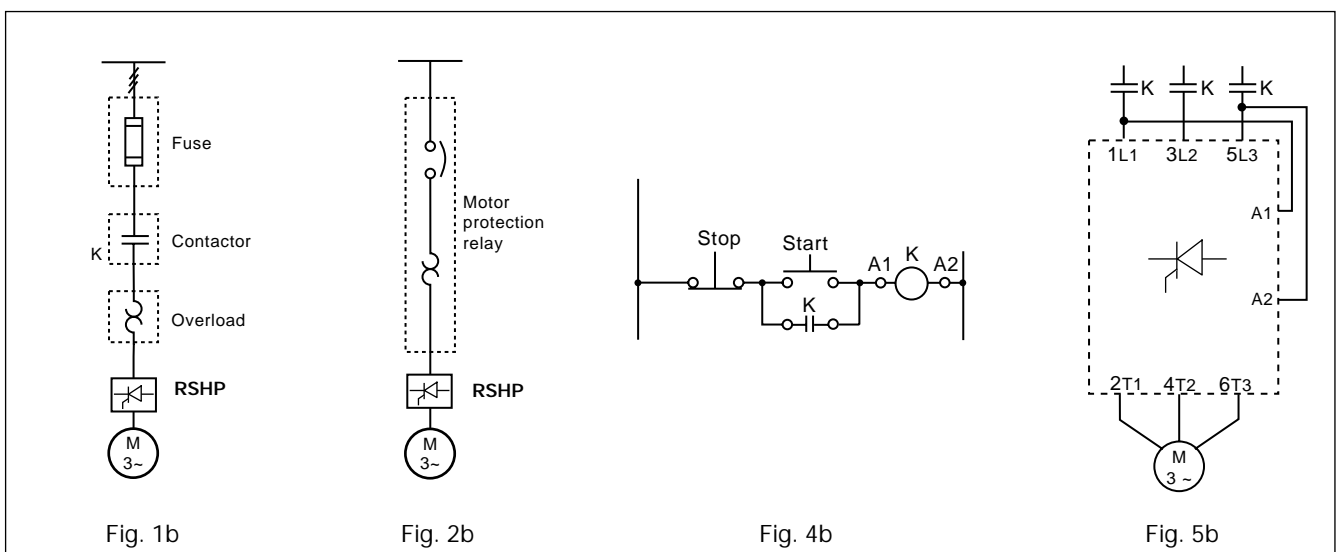 Fuse
K
Contactor
Overload
RSHP
M
3~
Fig. 1b
Motor
protection
relay
RSHP
M
3~
Fig. 2b
Stop
Start
A1
K
A2
K
Fig. 4b
K
K
K
1L1
3L2
5L3
A1
A2
2T1
4T2
6T3
M
3 ~
Fig. 5b